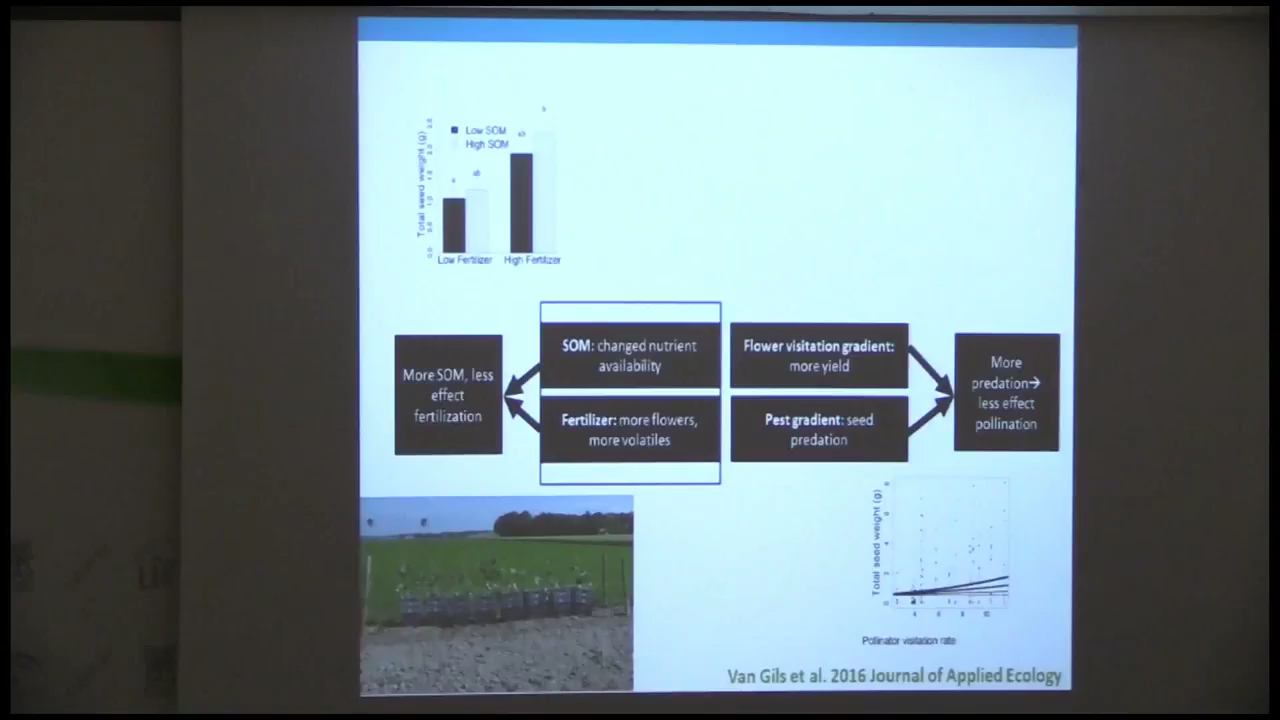 Low SOM
High SOM
Total seed weight (g)
Low Fertilizer
High Fertilizer
More SOM, less
effect
fertilization
SOM: changed nutrient
availability
Fertilizer: more flowers,
more volatiles
Flower visitation gradient:
more yield
Pest gradient: seed
predation
More
predation→
less effect
pollination
Total seed weight (g)
Pollinator visitation rate
Van Gils et al. 2016 Journal of Applied Ecology